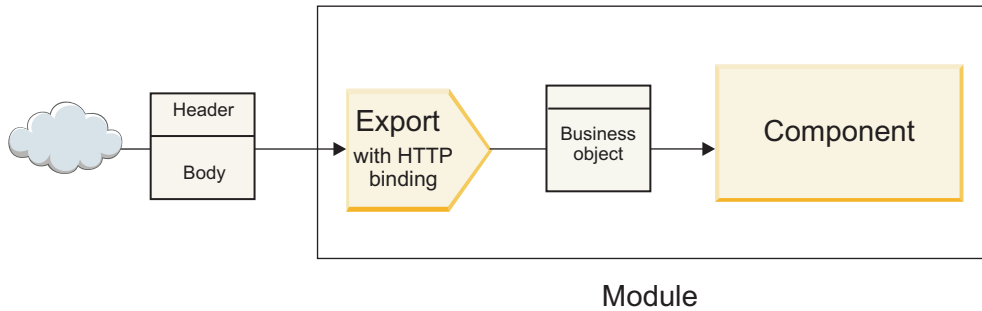 Header
Body
Export
with HTTP
binding
Business
object
Component
Module